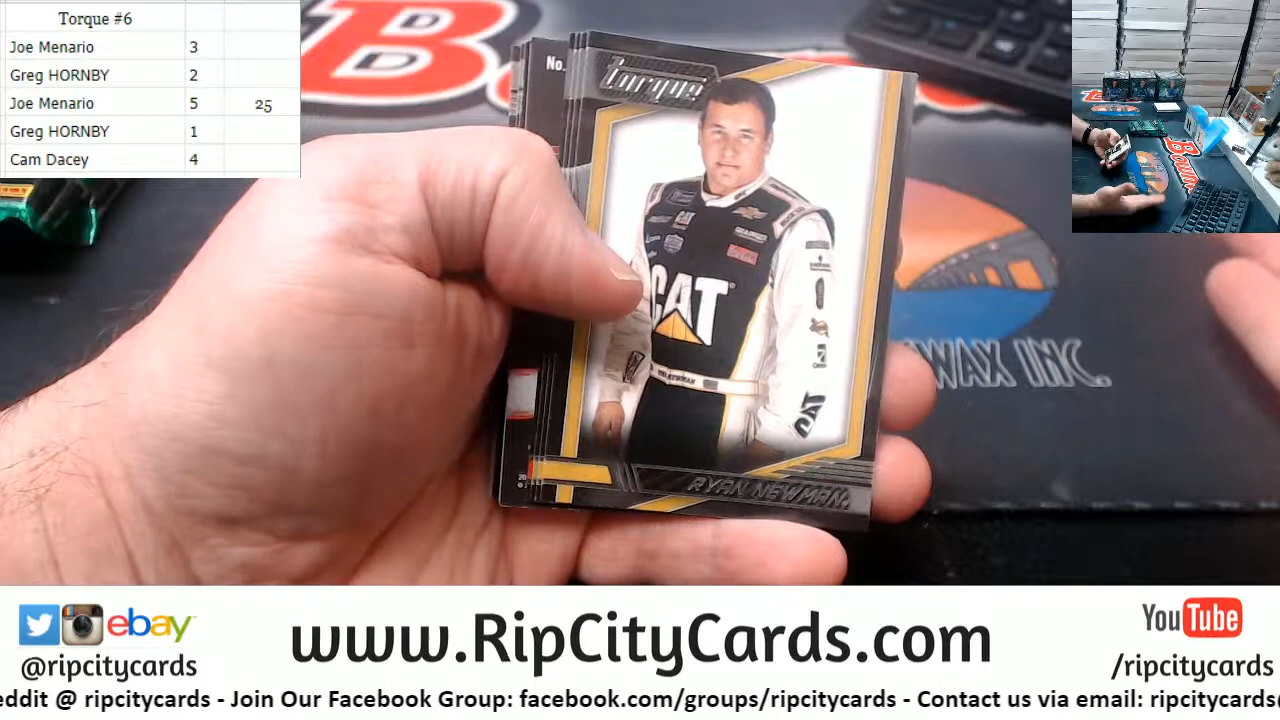 Torque #6
Joe Menario 3
Greg HORNBY 2
Joe Menario 5 25
Greg HORNBY 1
Cam Dacey 4
No.
torque
CAT
CAT
CAT
RYAN NEWMAN
WAX INC.
ebay
@ripcitycards
www.RipCityCards.com
YouTube
/ripcitycards
eddit @ ripcitycards - Join Our Facebook Group: facebook.com/groups/ripcitycards - Contact us via email: ripcitycards